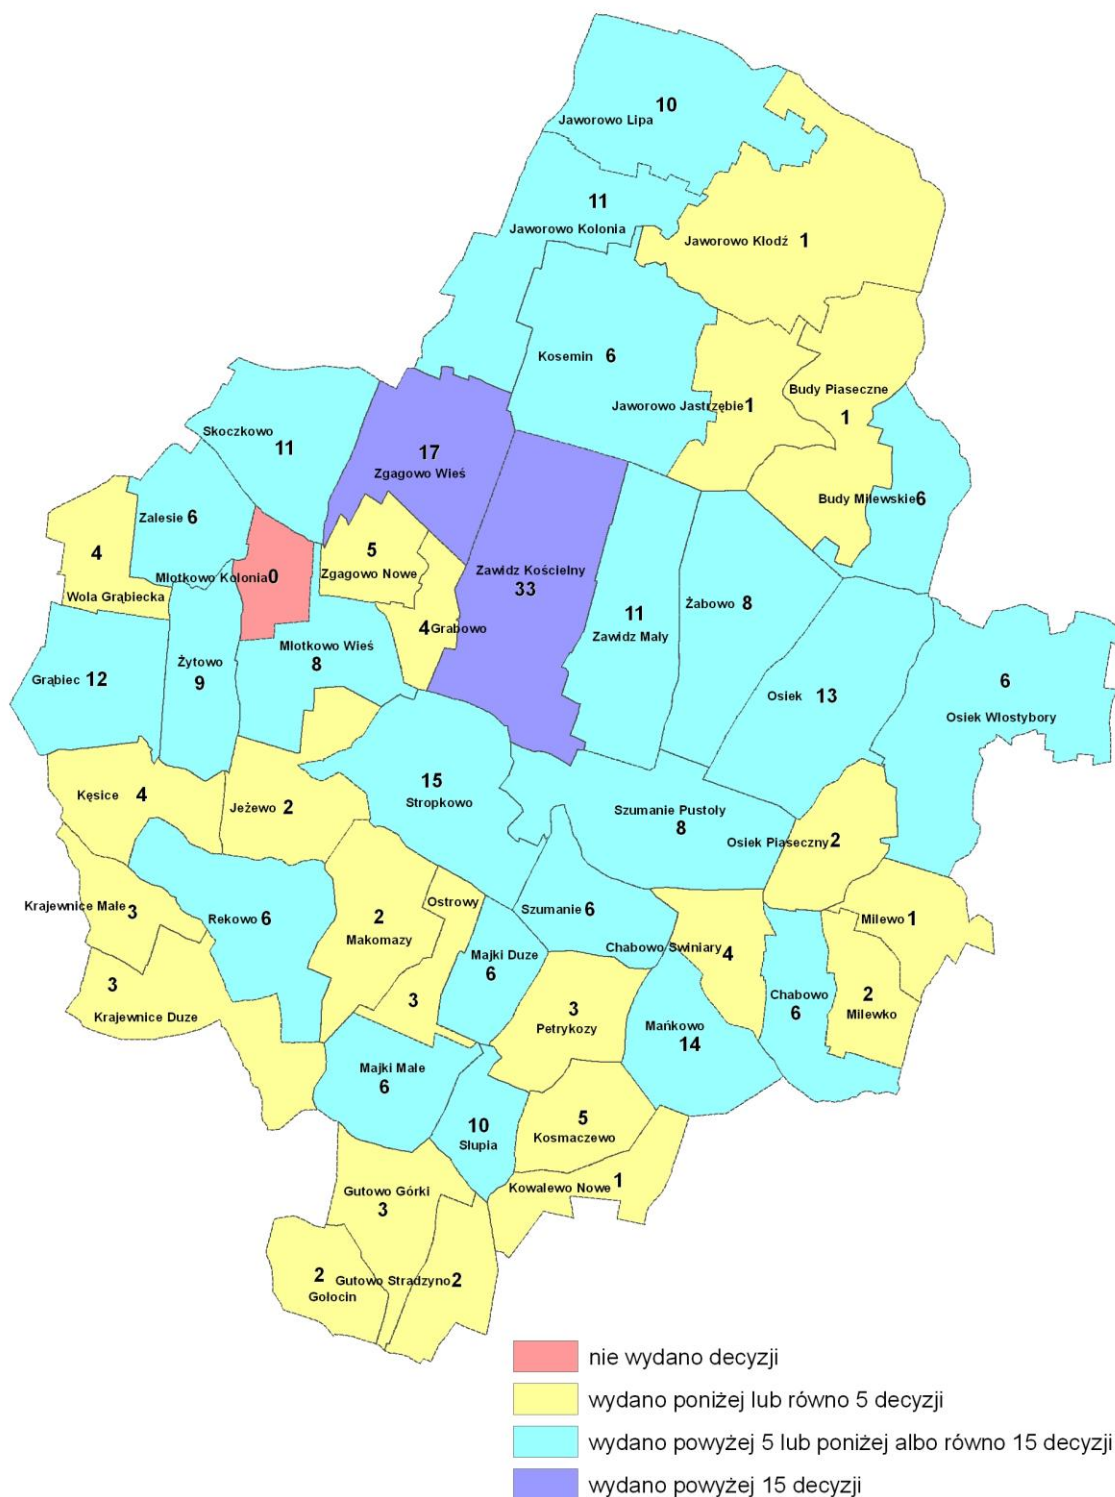 10
Jaworowo Lipa
11
Jaworowo Kolonia
Jaworowo Kłodź 1
Kosemin 6
Jaworowo Jastrzębie 1
Budy Piaseczne
1
Skoczkowo
11
17
Zgagowo Wieś
Budy Milewskie 6
Zalesie 6
4
Wola Grąbiecka
Młotkowo Kolonia 0
5
Zgagowo Nowe
Zawidz Kościelny
33
11
Zawidz Mały
Żabowo 8
4 Grabowo
Młotkowo Wieś
8
Grąbiec 12
Żytowo
9
Osiek 13
6
Osiek Włostybory
Kęsice 4
Jeżewo 2
15
Stropkowo
Szumanie Pustoły
8
Osiek Piaseczny 2
Krajewnice Małe 3
Rekowo 6
2
Makomazy
Ostrowy
3
Szumanie 6
Majki Duze
6
Chabowo Swiniary
4
Milewo 1
3
Krajewnice Duze
3
Petrykozy
Mańkowo
14
Chabowo
6
2
Milewko
Majki Małe
6
10
Słupia
5
Kosmaczewo
Kowalewo Nowe 1
Gutowo Górki
3
2
Gołocin
Gutowo Stradzyno 2
nie wydano decyzji
wydano poniżej lub równo 5 decyzji
wydano powyżej 5 lub poniżej albo równo 15 decyzji
wydano powyżej 15 decyzji